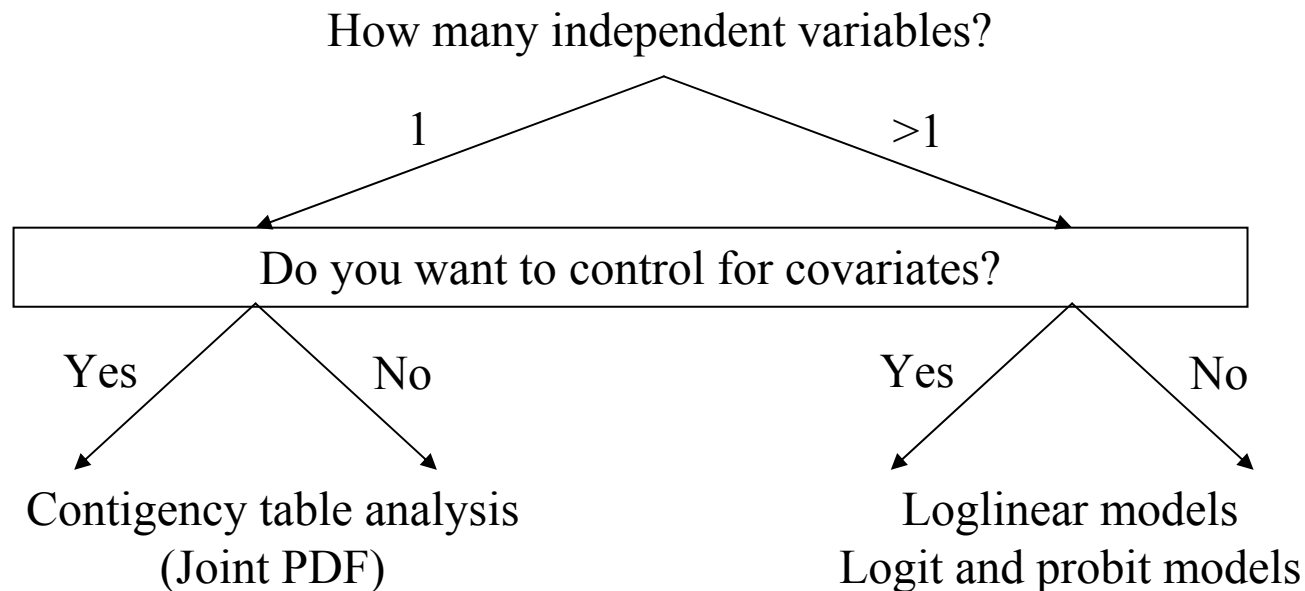 How many independent variables?
1
>1
Do you want to control for covariates?
Yes
No
Yes
No
Contigency table analysis
(Joint PDF)
Loglinear models
Logit and probit models